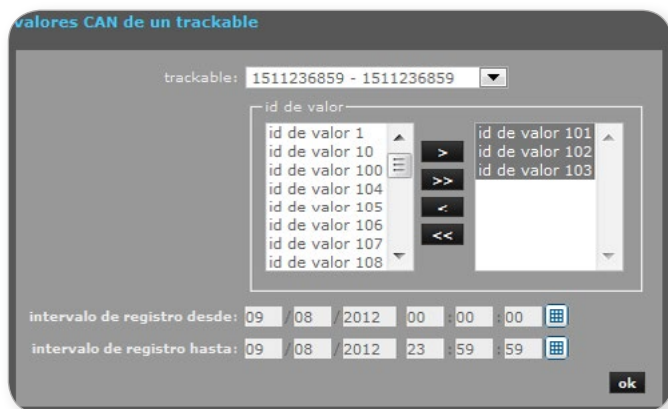 valores CAN de un trackable
trackable: 1511236859 - 1511236859
id de valor
id de valor 1
id de valor 10
id de valor 100
id de valor 104
id de valor 105
id de valor 106
id de valor 107
id de valor 108
>
>>
<
<<
id de valor 101
id de valor 102
id de valor 103
intervalo de registro desde: 09 / 08 / 2012 00 : 00 : 00
intervalo de registro hasta: 09 / 08 / 2012 23 : 59 : 59
ok